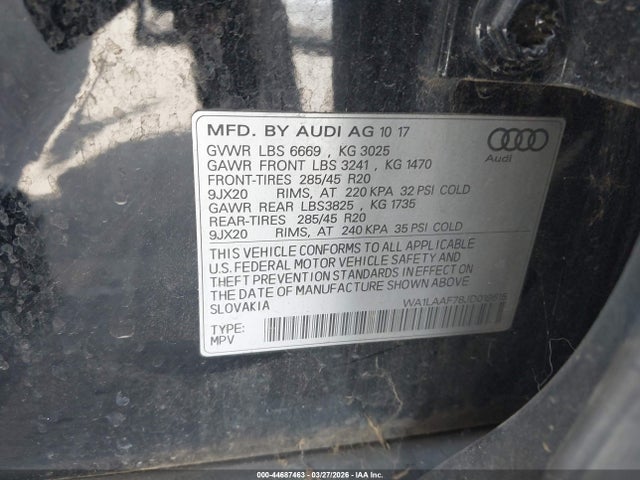 MFD. BY AUDI AG 10 17
GVWR LBS 6669 , KG 3025
GAWR FRONT LBS 3241 , KG 1470
FRONT-TIRES 285/45 R20
9JX20 RIMS, AT 220 KPA 32 PSI COLD
GAWR REAR LBS3825 , KG 1735
REAR-TIRES 285/45 R20
9JX20 RIMS, AT 240 KPA 35 PSI COLD
THIS VEHICLE CONFORMS TO ALL APPLICABLE
U.S. FEDERAL MOTOR VEHICLE SAFETY AND
THEFT PREVENTION STANDARDS IN EFFECT ON
THE DATE OF MANUFACTURE SHOWN ABOVE
SLOVAKIA
TYPE:
MPV
Audi
000-44687463 - 03/27/2026 - IAA Inc.